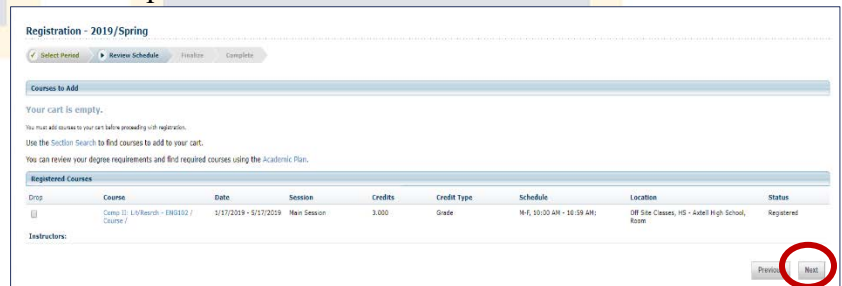 Registration - 2019/Spring
Select Period Review Schedule Finalize Complete
Courses to Add
Your cart is empty.
You must add courses to your cart before proceeding with registration.
Use the Section Search to find courses to add to your cart.
You can review your degree requirements and find required courses using the Academic Plan.
Registered Courses
Drop Course Date Session Credits Credit Type Schedule Location Status
Comp II: Lit/Resrch - ENG102 / 1/17/2019 - 5/17/2019 Main Session 3.000 Grade M-F, 10:00 AM - 10:59 AM; Off Site Classes, HS - Axtell High School, Registered
Course / Room
Instructors:
Previous Next